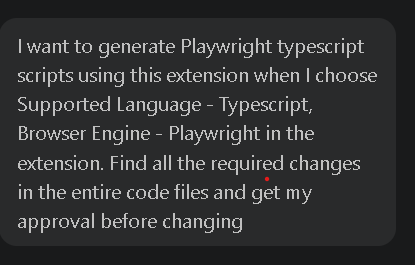 I want to generate Playwright typescript
scripts using this extension when I choose
Supported Language - Typescript,
Browser Engine - Playwright in the
extension. Find all the required changes
in the entire code files and get my
approval before changing